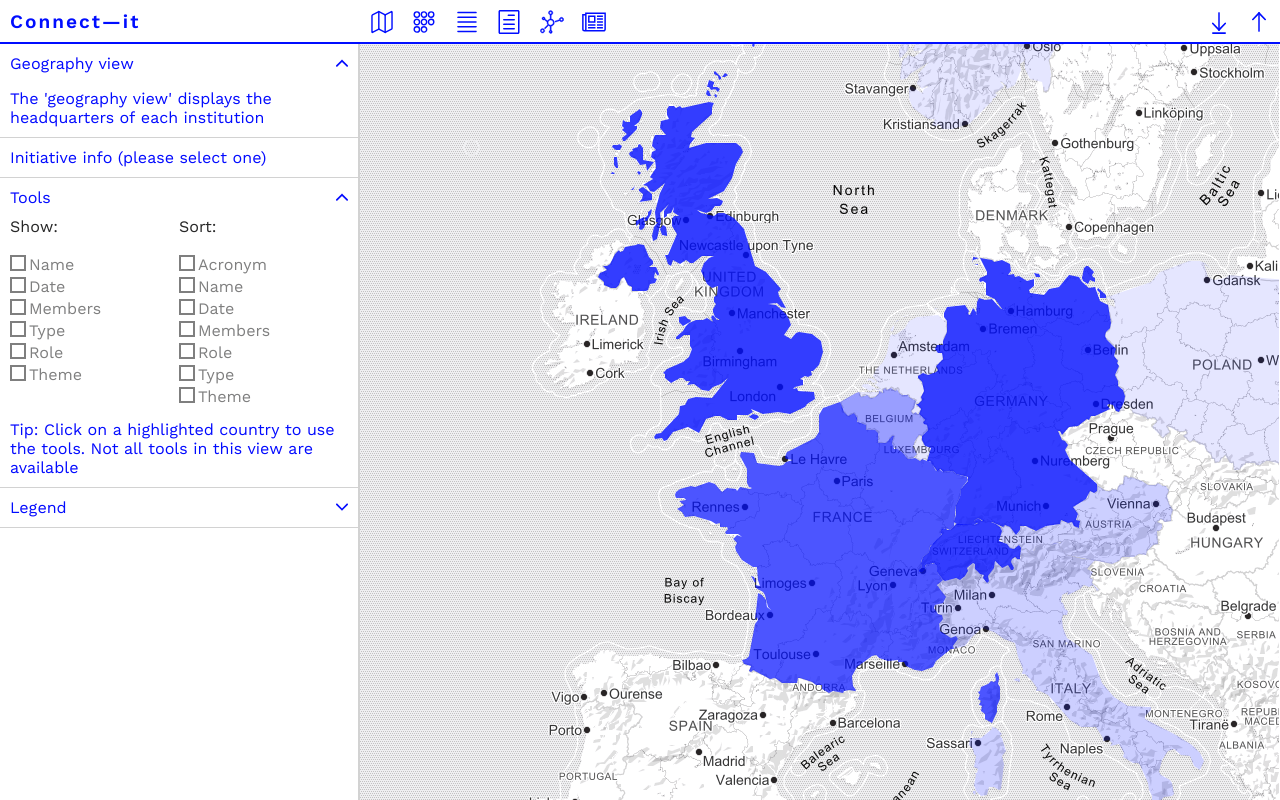 Connect—it
Geography view
The 'geography view' displays the
headquarters of each institution
Initiative info (please select one)
Tools
Show:
Sort:
Name
Date
Members
Type
Role
Theme
Acronym
Name
Date
Members
Role
Type
Theme
Tip: Click on a highlighted country to use
the tools. Not all tools in this view are
available
Legend
Oslo
Uppsala
Stockholm
Stavanger
Kristiansand
Skagerrak
Linköping
Gothenburg
Kattegat
Baltic
Sea
North
Sea
DENMARK
Copenhagen
Glasgow
Edinburgh
Newcastle upon Tyne
UNITED
KINGDOM
Irish Sea
Manchester
IRELAND
Limerick
Cork
Birmingham
London
English
Channel
Kali
Gdańsk
Hamburg
Bremen
Amsterdam
THE NETHERLANDS
Berlin
POLAND
W
GERMANY
Dresden
BELGIUM
LUXEMBOURG
Prague
CZECH REPUBLIC
Nuremberg
Le Havre
Paris
Rennes
FRANCE
Munich
Vienna
AUSTRIA
SLOVAKIA
Budapest
HUNGARY
LIECHTENSTEIN
SWITZERLAND
Geneva
Lyon
Limoges
Bay of
Biscay
Bordeaux
Milan
Turin
Genoa
SLOVENIA
CROATIA
Belgrade
BOSNIA AND
HERZEGOVINA
SERBIA
SAN MARINO
MONACO
Toulouse
Marseille
ANDORRA
Bilbao
Vigo
Ourense
Porto
Zaragoza
SPAIN
Barcelona
Madrid
Valencia
PORTUGAL
Balearic
Sea
Sassari
ITALY
Rome
Naples
Tyrrhenian
Sea
Adriatic
Sea
KOSOVO
MONTENEGRO
Tiranë
ALBANIA